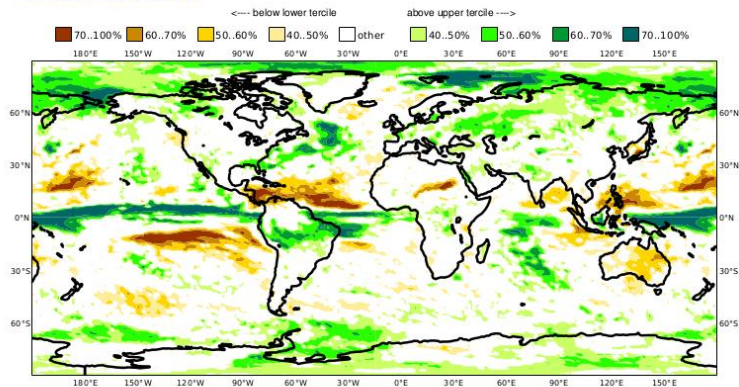 <---- below lower tercile above upper tercile ---->
70..100% 60..70% 50..60% 40..50% other 40..50% 50..60% 60..70% 70..100%
180°E 150°W 120°W 90°W 60°W 30°W 0°E 30°E 60°E 90°E 120°E 150°E
60°N 60°N
30°N 30°N
0°N 0°N
30°S 30°S
60°S 60°S
180°E 150°W 120°W 90°W 60°W 30°W 0°E 30°E 60°E 90°E 120°E 150°E